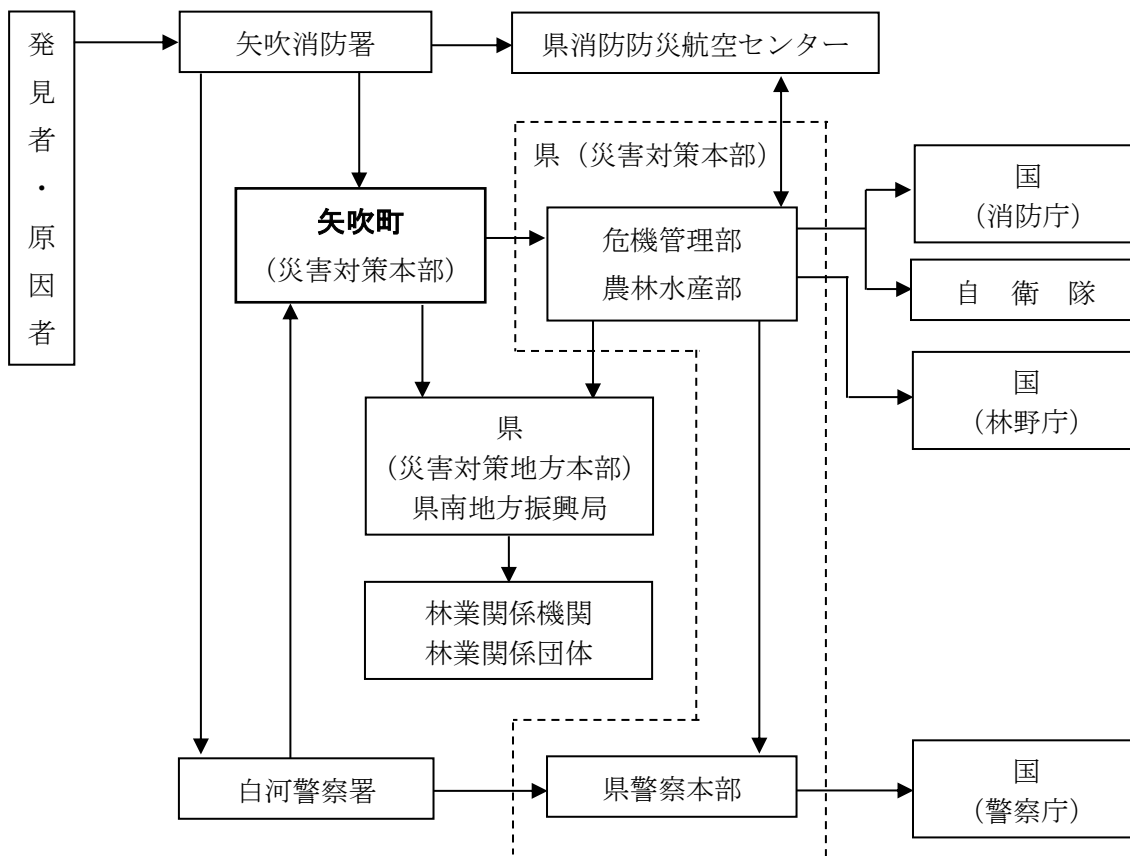 発見者・原因者
矢吹消防署
県消防防災航空センター
県（災害対策本部）
矢吹町
（災害対策本部）
危機管理部
農林水産部
国
（消防庁）
自　衛　隊
国
（林野庁）
県
（災害対策地方本部）
県南地方振興局
林業関係機関
林業関係団体
白河警察署
県警察本部
国
（警察庁）